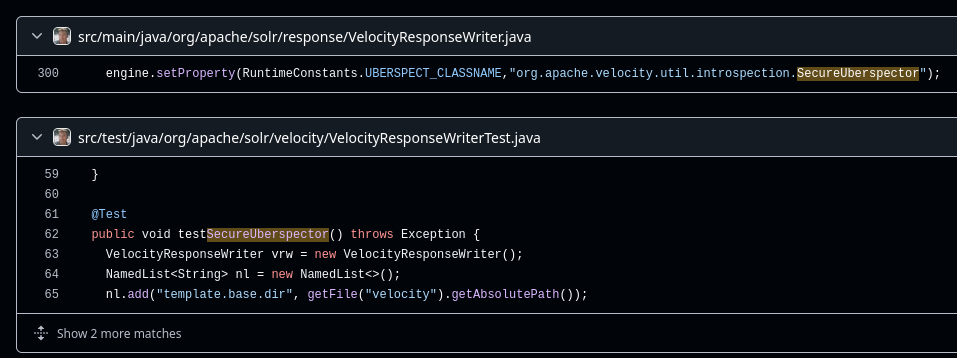 src/main/java/org/apache/solr/response/VelocityResponseWriter.java
300 engine.setProperty(RuntimeConstants.UBERSPECT_CLASSNAME,"org.apache.velocity.util.introspection.SecureUberspector");
src/test/java/org/apache/solr/velocity/VelocityResponseWriterTest.java
59 }
60
61 @Test
62 public void testSecureUberspector() throws Exception {
63 VelocityResponseWriter vrw = new VelocityResponseWriter();
64 NamedList<String> nl = new NamedList<>();
65 nl.add("template.base.dir", getFile("velocity").getAbsolutePath());
Show 2 more matches